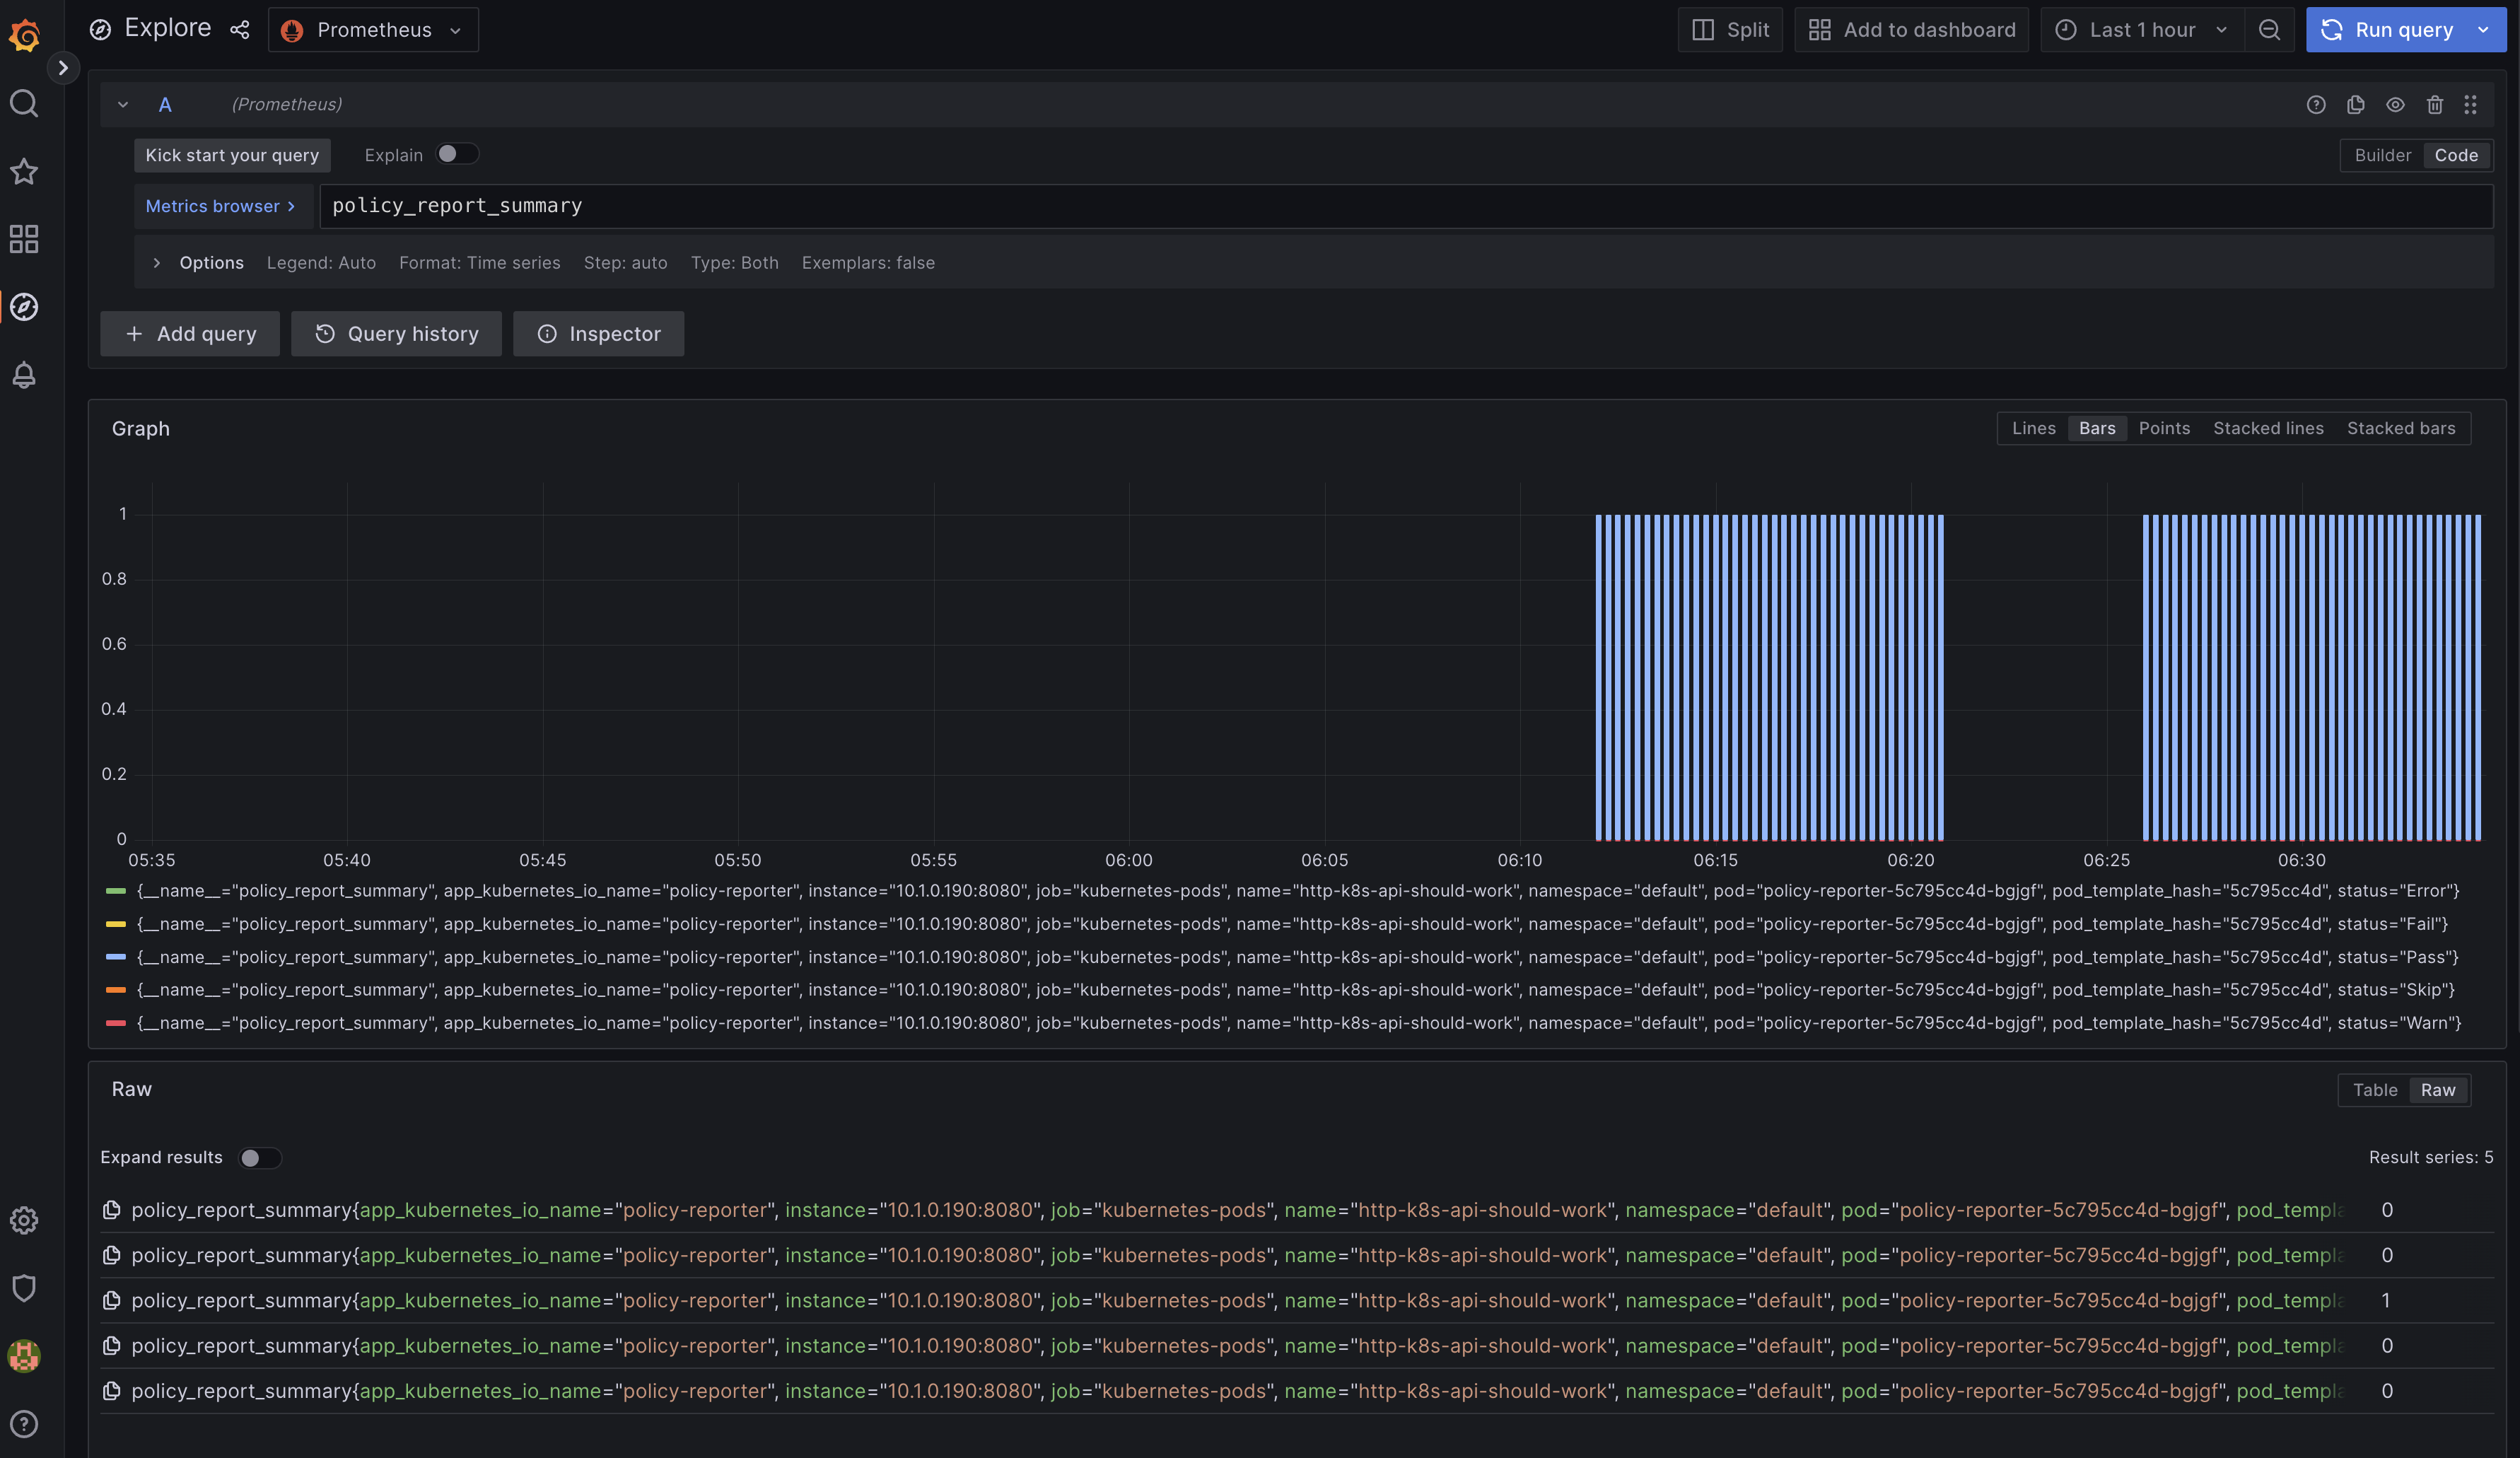 Explore Prometheus Split Add to dashboard Last 1 hour Run query
A (Prometheus)
Kick start your query Explain Builder Code
Metrics browser > policy_report_summary
Options Legend: Auto Format: Time series Step: auto Type: Both Exemplars: false
+ Add query Query history Inspector
Graph Lines Bars Points Stacked lines Stacked bars
1
0.8
0.6
0.4
0.2
0
05:35 05:40 05:45 05:50 05:55 06:00 06:05 06:10 06:15 06:20 06:25 06:30
{__name__="policy_report_summary", app_kubernetes_io_name="policy-reporter", instance="10.1.0.190:8080", job="kubernetes-pods", name="http-k8s-api-should-work", namespace="default", pod="policy-reporter-5c795cc4d-bgjgf", pod_template_hash="5c795cc4d", status="Error"}
{__name__="policy_report_summary", app_kubernetes_io_name="policy-reporter", instance="10.1.0.190:8080", job="kubernetes-pods", name="http-k8s-api-should-work", namespace="default", pod="policy-reporter-5c795cc4d-bgjgf", pod_template_hash="5c795cc4d", status="Fail"}
{__name__="policy_report_summary", app_kubernetes_io_name="policy-reporter", instance="10.1.0.190:8080", job="kubernetes-pods", name="http-k8s-api-should-work", namespace="default", pod="policy-reporter-5c795cc4d-bgjgf", pod_template_hash="5c795cc4d", status="Pass"}
{__name__="policy_report_summary", app_kubernetes_io_name="policy-reporter", instance="10.1.0.190:8080", job="kubernetes-pods", name="http-k8s-api-should-work", namespace="default", pod="policy-reporter-5c795cc4d-bgjgf", pod_template_hash="5c795cc4d", status="Skip"}
{__name__="policy_report_summary", app_kubernetes_io_name="policy-reporter", instance="10.1.0.190:8080", job="kubernetes-pods", name="http-k8s-api-should-work", namespace="default", pod="policy-reporter-5c795cc4d-bgjgf", pod_template_hash="5c795cc4d", status="Warn"}
Raw Table Raw
Expand results Result series: 5
policy_report_summary{app_kubernetes_io_name="policy-reporter", instance="10.1.0.190:8080", job="kubernetes-pods", name="http-k8s-api-should-work", namespace="default", pod="policy-reporter-5c795cc4d-bgjgf", pod_templa 0
policy_report_summary{app_kubernetes_io_name="policy-reporter", instance="10.1.0.190:8080", job="kubernetes-pods", name="http-k8s-api-should-work", namespace="default", pod="policy-reporter-5c795cc4d-bgjgf", pod_templa 0
policy_report_summary{app_kubernetes_io_name="policy-reporter", instance="10.1.0.190:8080", job="kubernetes-pods", name="http-k8s-api-should-work", namespace="default", pod="policy-reporter-5c795cc4d-bgjgf", pod_templa 1
policy_report_summary{app_kubernetes_io_name="policy-reporter", instance="10.1.0.190:8080", job="kubernetes-pods", name="http-k8s-api-should-work", namespace="default", pod="policy-reporter-5c795cc4d-bgjgf", pod_templa 0
policy_report_summary{app_kubernetes_io_name="policy-reporter", instance="10.1.0.190:8080", job="kubernetes-pods", name="http-k8s-api-should-work", namespace="default", pod="policy-reporter-5c795cc4d-bgjgf", pod_templa 0